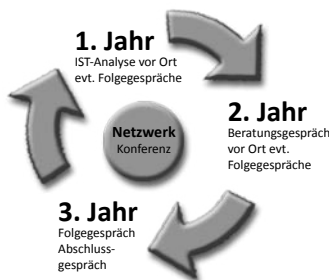 1. Jahr
IST-Analyse vor Ort
evt. Folgegespräche
2. Jahr
Beratungsgespräch
vor Ort evt.
Folgegespräche
Netzwerk
Konferenz
3. Jahr
Folgegespräch
Abschluss-
gespräch